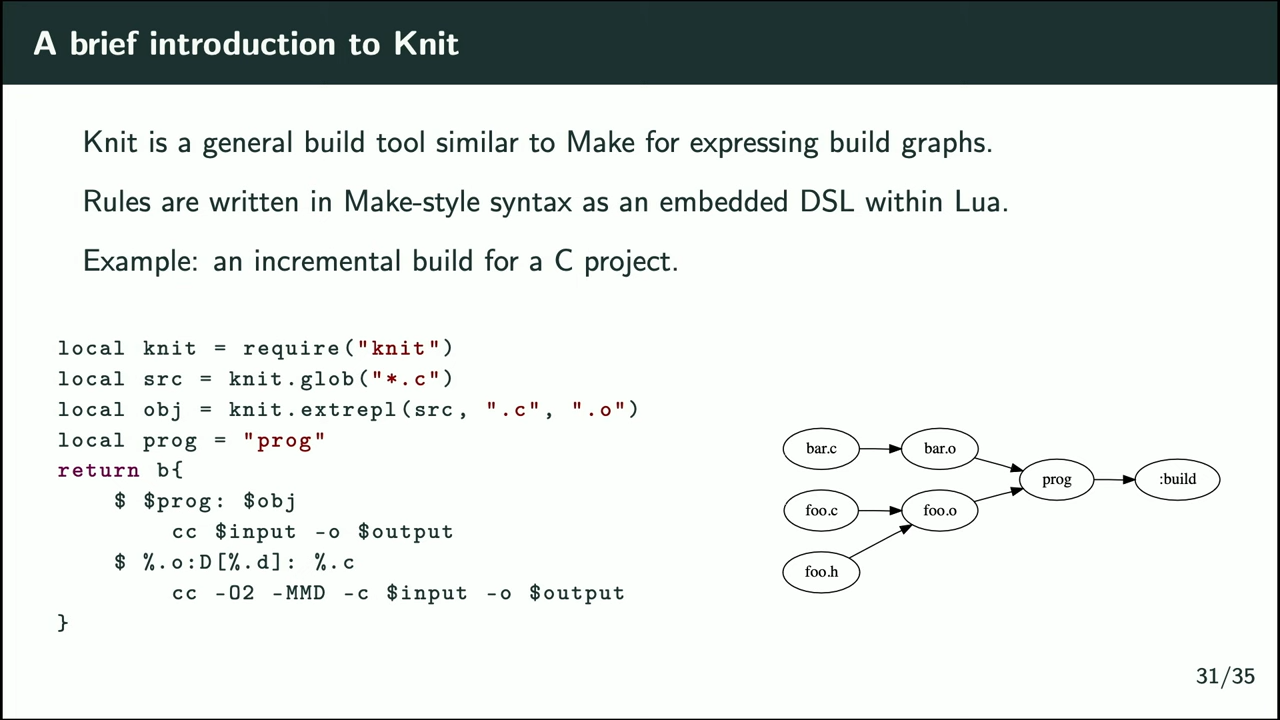 A brief introduction to Knit
Knit is a general build tool similar to Make for expressing build graphs.
Rules are written in Make-style syntax as an embedded DSL within Lua.
Example: an incremental build for a C project.
local knit = require("knit")
local src = knit.glob("*.c")
local obj = knit.extrepl(src, ".c", ".o")
local prog = "prog"
return b{
    $ $prog: $obj
        cc $input -o $output
    $ %.o:D[%.d]: %.c
        cc -O2 -MMD -c $input -o $output
}
bar.c
bar.o
prog
:build
foo.c
foo.o
foo.h
31/35